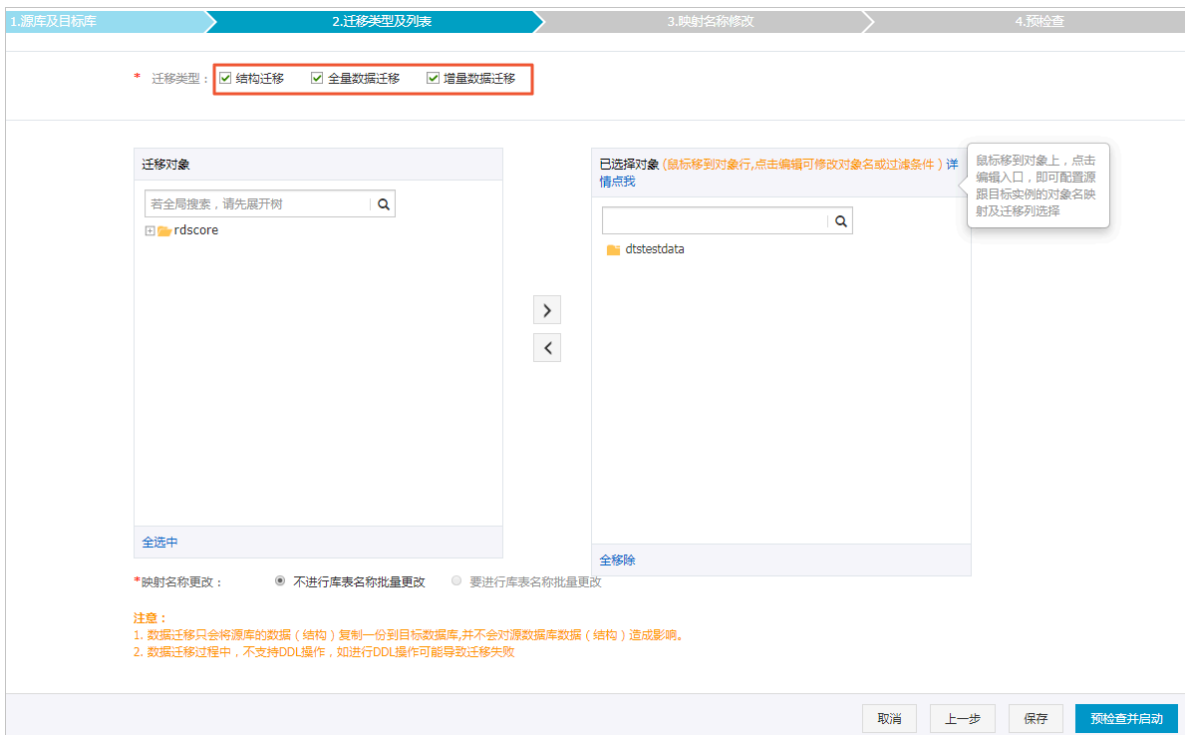 1.源库及目标库
2.迁移类型及列表
3.映射名称修改
4.预检查
* 迁移类型： 结构迁移 全量数据迁移 增量数据迁移
迁移对象
若全局搜索，请先展开树
rdscore
全选中
已选择对象 (鼠标移到对象行,点击编辑可修改对象名或过滤条件 ) 详
情点我
dtstestdata
全移除
鼠标移到对象上，点击
编辑入口，即可配置源
跟目标实例的对象名映
射及迁移列选择
*映射名称更改： 不进行库表名称批量更改 要进行库表名称批量更改
注意：
1. 数据迁移只会将源库的数据（结构）复制一份到目标数据库,并不会对源数据库数据（结构）造成影响。
2. 数据迁移过程中，不支持DDL操作，如进行DDL操作可能导致迁移失败
取消 上一步 保存 预检查并启动